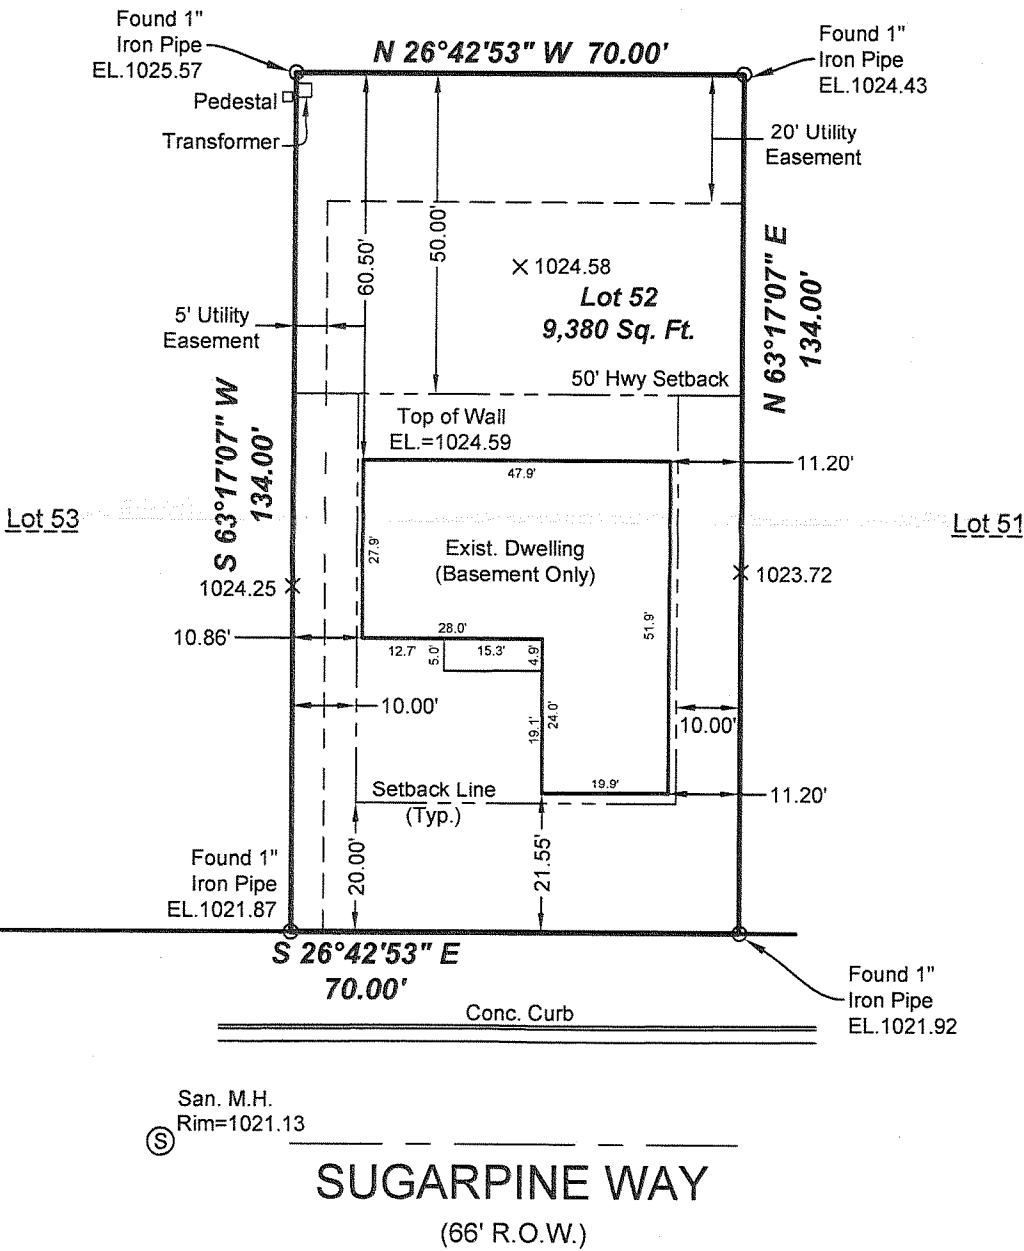 Found 1"
Iron Pipe
EL.1025.57
N 26°42'53" W  70.00'
Found 1"
Iron Pipe
EL.1024.43
Pedestal
Transformer
20' Utility
Easement
60.50'
50.00'
1024.58
Lot 52
9,380 Sq. Ft.
N 63°17'07" E
134.00'
5' Utility
Easement
50' Hwy Setback
S 63°17'07" W
134.00'
Top of Wall
EL.=1024.59
47.9'
11.20'
Lot 53
Lot 51
27.9'
Exist. Dwelling
(Basement Only)
1024.25
1023.72
10.86'
28.0'
12.7'
5.0'
15.3'
4.9'
51.9'
10.00'
19.1'
24.0'
10.00'
19.9'
Setback Line
(Typ.)
11.20'
20.00'
21.55'
Found 1"
Iron Pipe
EL.1021.87
S 26°42'53" E
70.00'
Found 1"
Iron Pipe
EL.1021.92
Conc. Curb
San. M.H.
Rim=1021.13
S
SUGARPINE WAY
(66' R.O.W.)